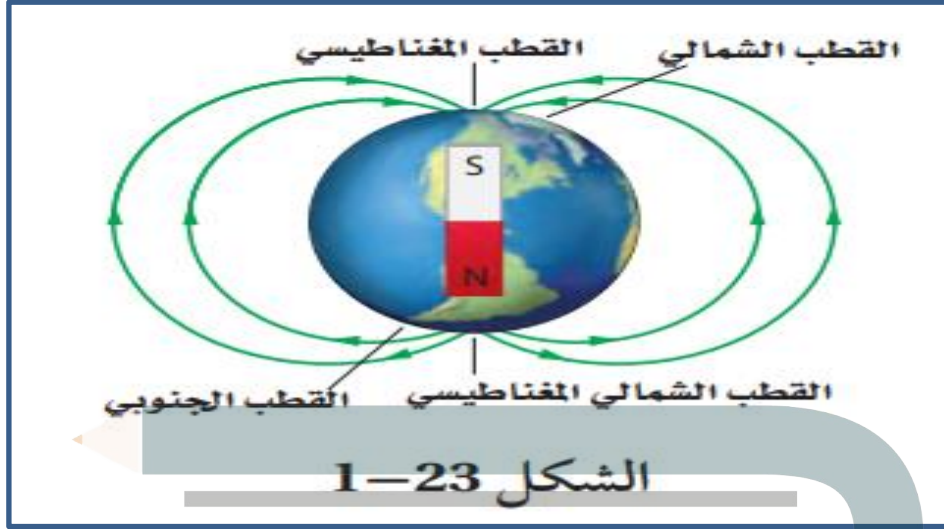 القطب الشمالي
القطب المغناطيسي
S
N
القطب الشمالي المغناطيسي
القطب الجنوبي
الشكل 23–1